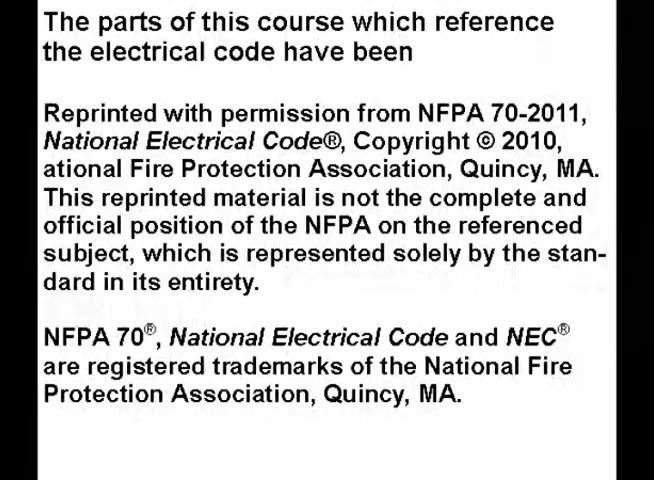 The parts of this course which reference
the electrical code have been
Reprinted with permission from NFPA 70-2011,
National Electrical Code®, Copyright © 2010,
ational Fire Protection Association, Quincy, MA.
This reprinted material is not the complete and
official position of the NFPA on the referenced
subject, which is represented solely by the stan-
dard in its entirety.
NFPA 70®, National Electrical Code and NEC®
are registered trademarks of the National Fire
Protection Association, Quincy, MA.